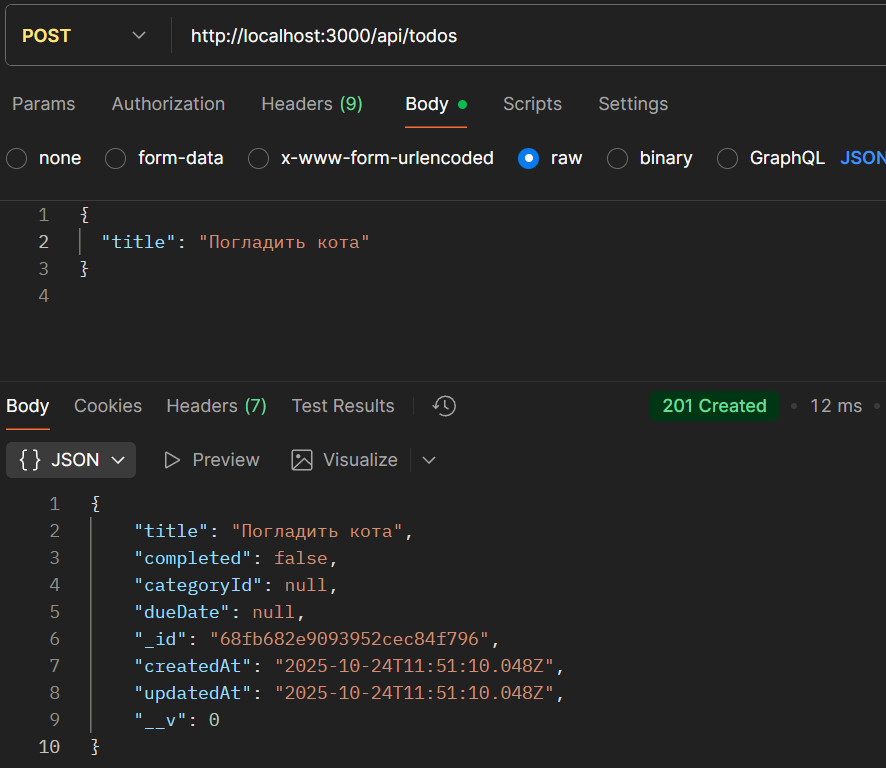 POST http://localhost:3000/api/todos
Params Authorization Headers (9) Body Scripts Settings
none form-data x-www-form-urlencoded raw binary GraphQL JSON
1 {
2 "title": "Погладить кота"
3 }
4
Body Cookies Headers (7) Test Results 201 Created 12 ms
{} JSON Preview Visualize
1 {
2 "title": "Погладить кота",
3 "completed": false,
4 "categoryId": null,
5 "dueDate": null,
6 "_id": "68fb682e9093952cec84f796",
7 "createdAt": "2025-10-24T11:51:10.048Z",
8 "updatedAt": "2025-10-24T11:51:10.048Z",
9 "__v": 0
10 }